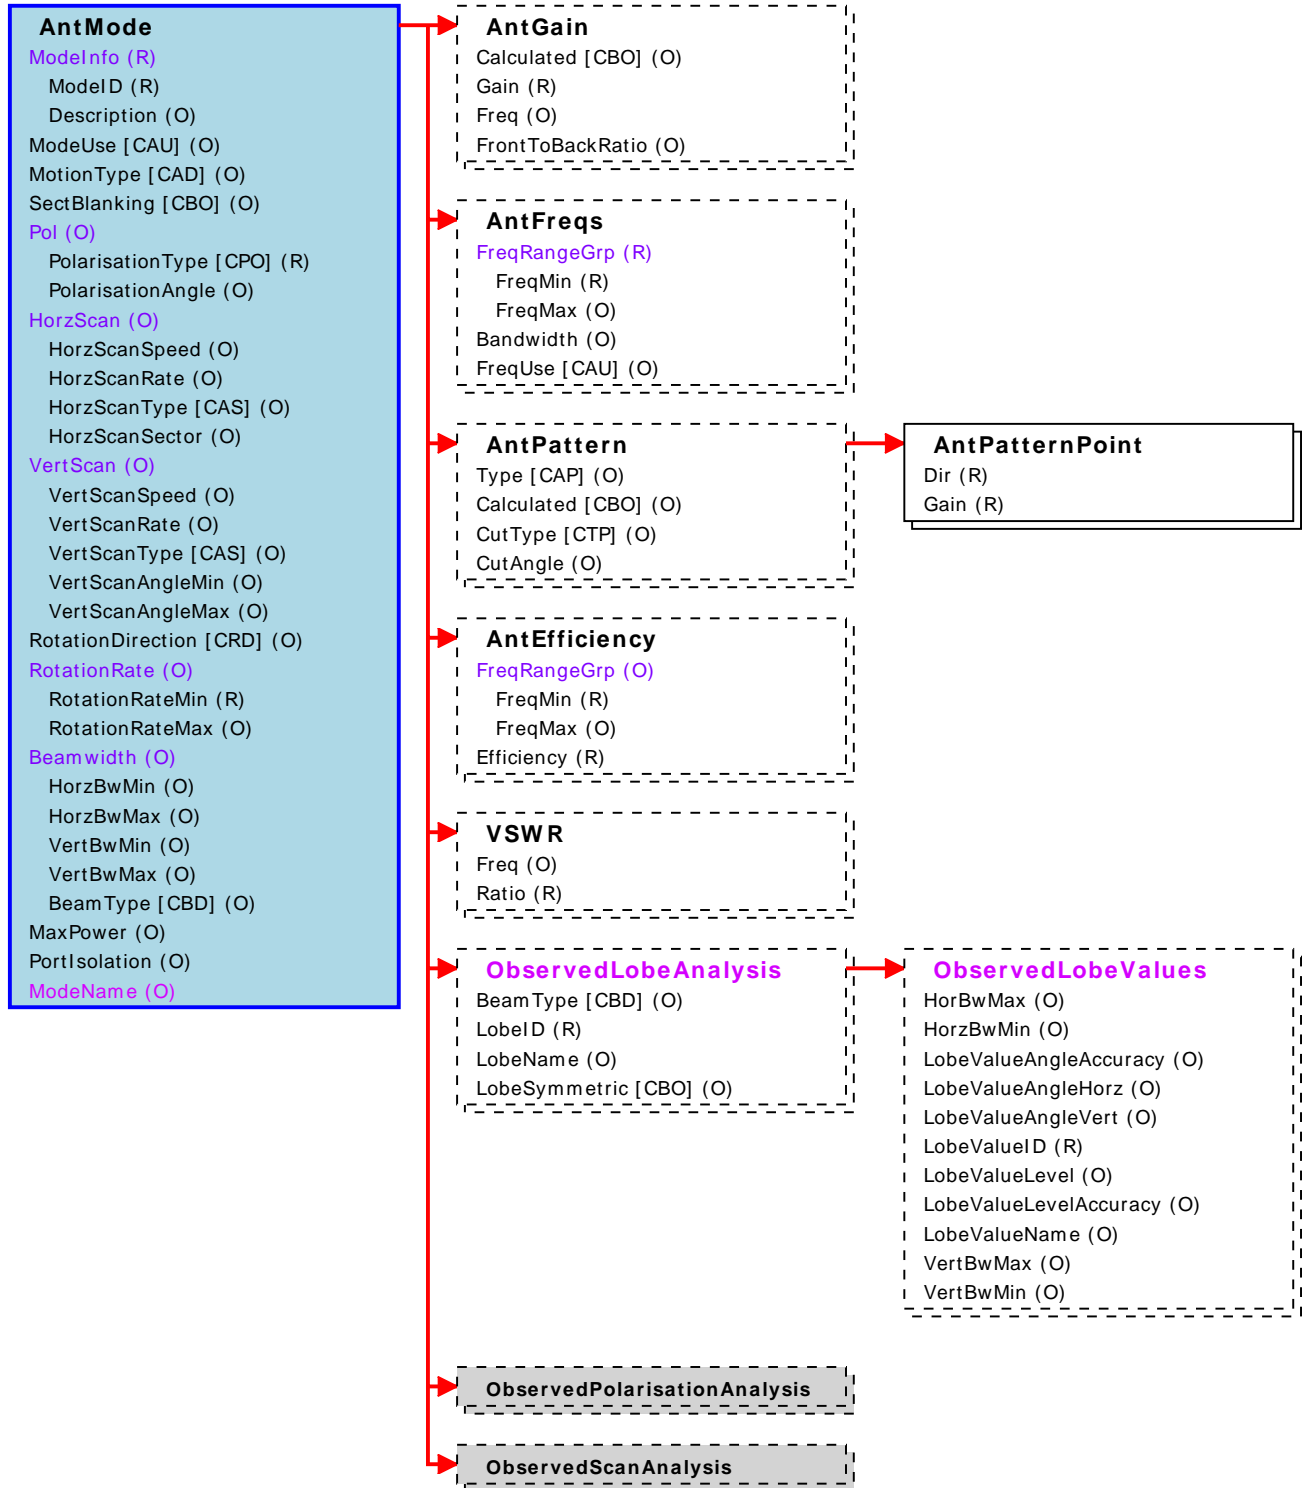 AntMode
ModeInfo (R)
ModeID (R)
Description (O)
ModeUse [CAU] (O)
MotionType [CAD] (O)
SectBlanking [CBO] (O)
Pol (O)
PolarisationType [CPO] (R)
PolarisationAngle (O)
HorzScan (O)
HorzScanSpeed (O)
HorzScanRate (O)
HorzScanType [CAS] (O)
HorzScanSector (O)
VertScan (O)
VertScanSpeed (O)
VertScanRate (O)
VertScanType [CAS] (O)
VertScanAngleMin (O)
VertScanAngleMax (O)
RotationDirection [CRD] (O)
RotationRate (O)
RotationRateMin (R)
RotationRateMax (O)
Beamwidth (O)
HorzBwMin (O)
HorzBwMax (O)
VertBwMin (O)
VertBwMax (O)
BeamType [CBD] (O)
MaxPower (O)
PortIsolation (O)
ModeName (O)
AntGain
Calculated [CBO] (O)
Gain (R)
Freq (O)
FrontToBackRatio (O)
AntFreqs
FreqRangeGrp (R)
FreqMin (R)
FreqMax (O)
Bandwidth (O)
FreqUse [CAU] (O)
AntPattern
Type [CAP] (O)
Calculated [CBO] (O)
CutType [CTP] (O)
CutAngle (O)
AntPatternPoint
Dir (R)
Gain (R)
AntEfficiency
FreqRangeGrp (O)
FreqMin (R)
FreqMax (O)
Efficiency (R)
VSWR
Freq (O)
Ratio (R)
ObservedLobeAnalysis
BeamType [CBD] (O)
LobeID (R)
LobeName (O)
LobeSymmetric [CBO] (O)
ObservedLobeValues
HorBwMax (O)
HorzBwMin (O)
LobeValueAngleAccuracy (O)
LobeValueAngleHorz (O)
LobeValueAngleVert (O)
LobeValueID (R)
LobeValueLevel (O)
LobeValueLevelAccuracy (O)
LobeValueName (O)
VertBwMax (O)
VertBwMin (O)
ObservedPolarisationAnalysis
ObservedScanAnalysis